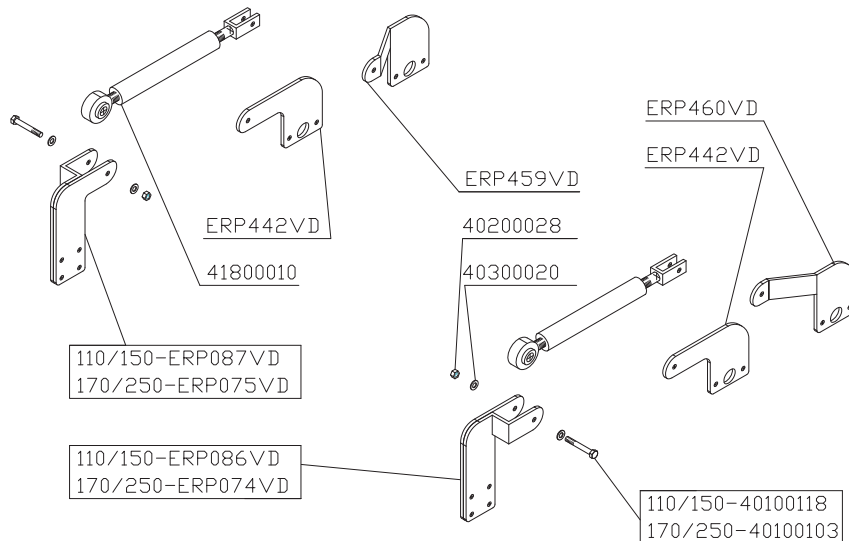 ERP460VD
ERP442VD
ERP459VD
ERP442VD
40200028
41800010
40300020
110/150-ERP087VD
170/250-ERP075VD
110/150-ERP086VD
170/250-ERP074VD
110/150-40100118
170/250-40100103